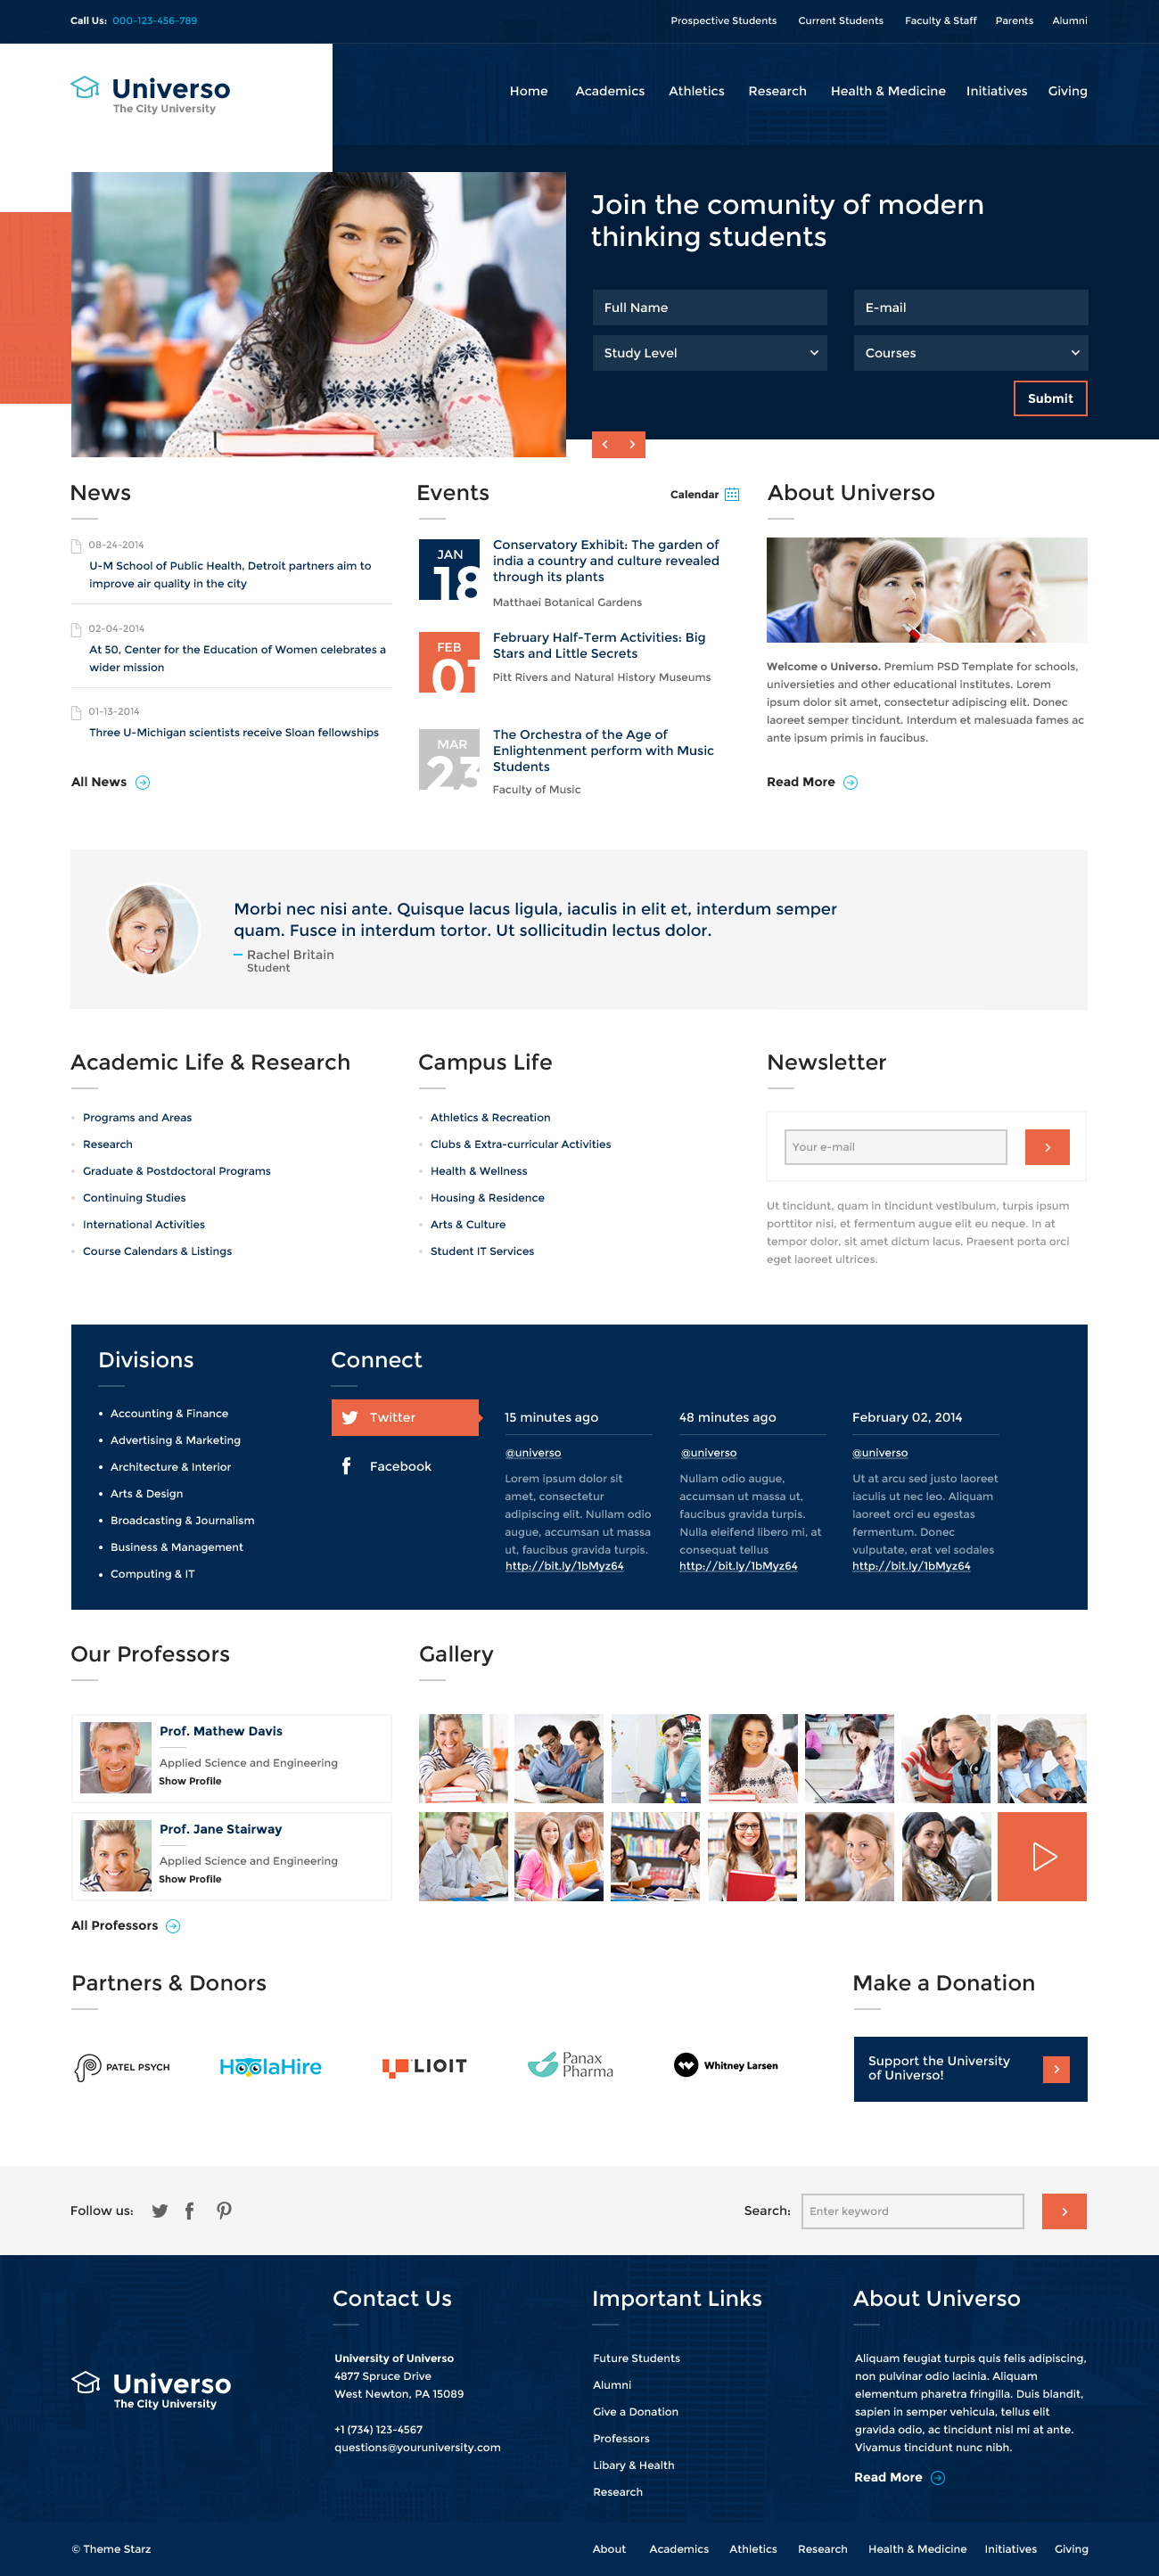 Call Us: 000-123-456-789
Prospective Students Current Students Faculty & Staff Parents Alumni
Universo
The City University
Home Academics Athletics Research Health & Medicine Initiatives Giving
Join the comunity of modern
thinking students
Full Name
E-mail
Study Level
Courses
Submit
News
08-24-2014
U-M School of Public Health, Detroit partners aim to
improve air quality in the city
02-04-2014
At 50, Center for the Education of Women celebrates a
wider mission
01-13-2014
Three U-Michigan scientists receive Sloan fellowships
All News
Events
Calendar
JAN
18
Conservatory Exhibit: The garden of
india a country and culture revealed
through its plants
Matthaei Botanical Gardens
FEB
01
February Half-Term Activities: Big
Stars and Little Secrets
Pitt Rivers and Natural History Museums
MAR
23
The Orchestra of the Age of
Enlightenment perform with Music
Students
Faculty of Music
About Universo
Welcome o Universo. Premium PSD Template for schools,
universieties and other educational institutes. Lorem
ipsum dolor sit amet, consectetur adipiscing elit. Donec
laoreet semper tincidunt. Interdum et malesuada fames ac
ante ipsum primis in faucibus.
Read More
Morbi nec nisi ante. Quisque lacus ligula, iaculis in elit et, interdum semper
quam. Fusce in interdum tortor. Ut sollicitudin lectus dolor.
Rachel Britain
Student
Academic Life & Research
Programs and Areas
Research
Graduate & Postdoctoral Programs
Continuing Studies
International Activities
Course Calendars & Listings
Campus Life
Athletics & Recreation
Clubs & Extra-curricular Activities
Health & Wellness
Housing & Residence
Arts & Culture
Student IT Services
Newsletter
Your e-mail
Ut tincidunt, quam in tincidunt vestibulum, turpis ipsum
porttitor nisi, et fermentum augue elit eu neque. In at
tempor dolor, sit amet dictum lacus. Praesent porta orci
eget laoreet ultrices.
Divisions
Accounting & Finance
Advertising & Marketing
Architecture & Interior
Arts & Design
Broadcasting & Journalism
Business & Management
Computing & IT
Connect
Twitter
Facebook
15 minutes ago
@universo
Lorem ipsum dolor sit
amet, consectetur
adipiscing elit. Nullam odio
augue, accumsan ut massa
ut, faucibus gravida turpis.
http://bit.ly/1bMyz64
48 minutes ago
@universo
Nullam odio augue,
accumsan ut massa ut,
faucibus gravida turpis.
Nulla eleifend libero mi, at
consequat tellus
http://bit.ly/1bMyz64
February 02, 2014
@universo
Ut at arcu sed justo laoreet
iaculis ut nec leo. Aliquam
laoreet orci eu egestas
fermentum. Donec
vulputate, erat vel sodales
http://bit.ly/1bMyz64
Our Professors
Prof. Mathew Davis
Applied Science and Engineering
Show Profile
Prof. Jane Stairway
Applied Science and Engineering
Show Profile
All Professors
Gallery
Partners & Donors
PATEL PSYCH
HoolaHire
LIOIT
Panax
Pharma
Whitney Larsen
Make a Donation
Support the University
of Universo!
Follow us:
Search:
Enter keyword
Universo
The City University
Contact Us
University of Universo
4877 Spruce Drive
West Newton, PA 15089
+1 (734) 123-4567
questions@youruniversity.com
Important Links
Future Students
Alumni
Give a Donation
Professors
Libary & Health
Research
About Universo
Aliquam feugiat turpis quis felis adipiscing,
non pulvinar odio lacinia. Aliquam
elementum pharetra fringilla. Duis blandit,
sapien in semper vehicula, tellus elit
gravida odio, ac tincidunt nisl mi at ante.
Vivamus tincidunt nunc nibh.
Read More
© Theme Starz
About Academics Athletics Research Health & Medicine Initiatives Giving